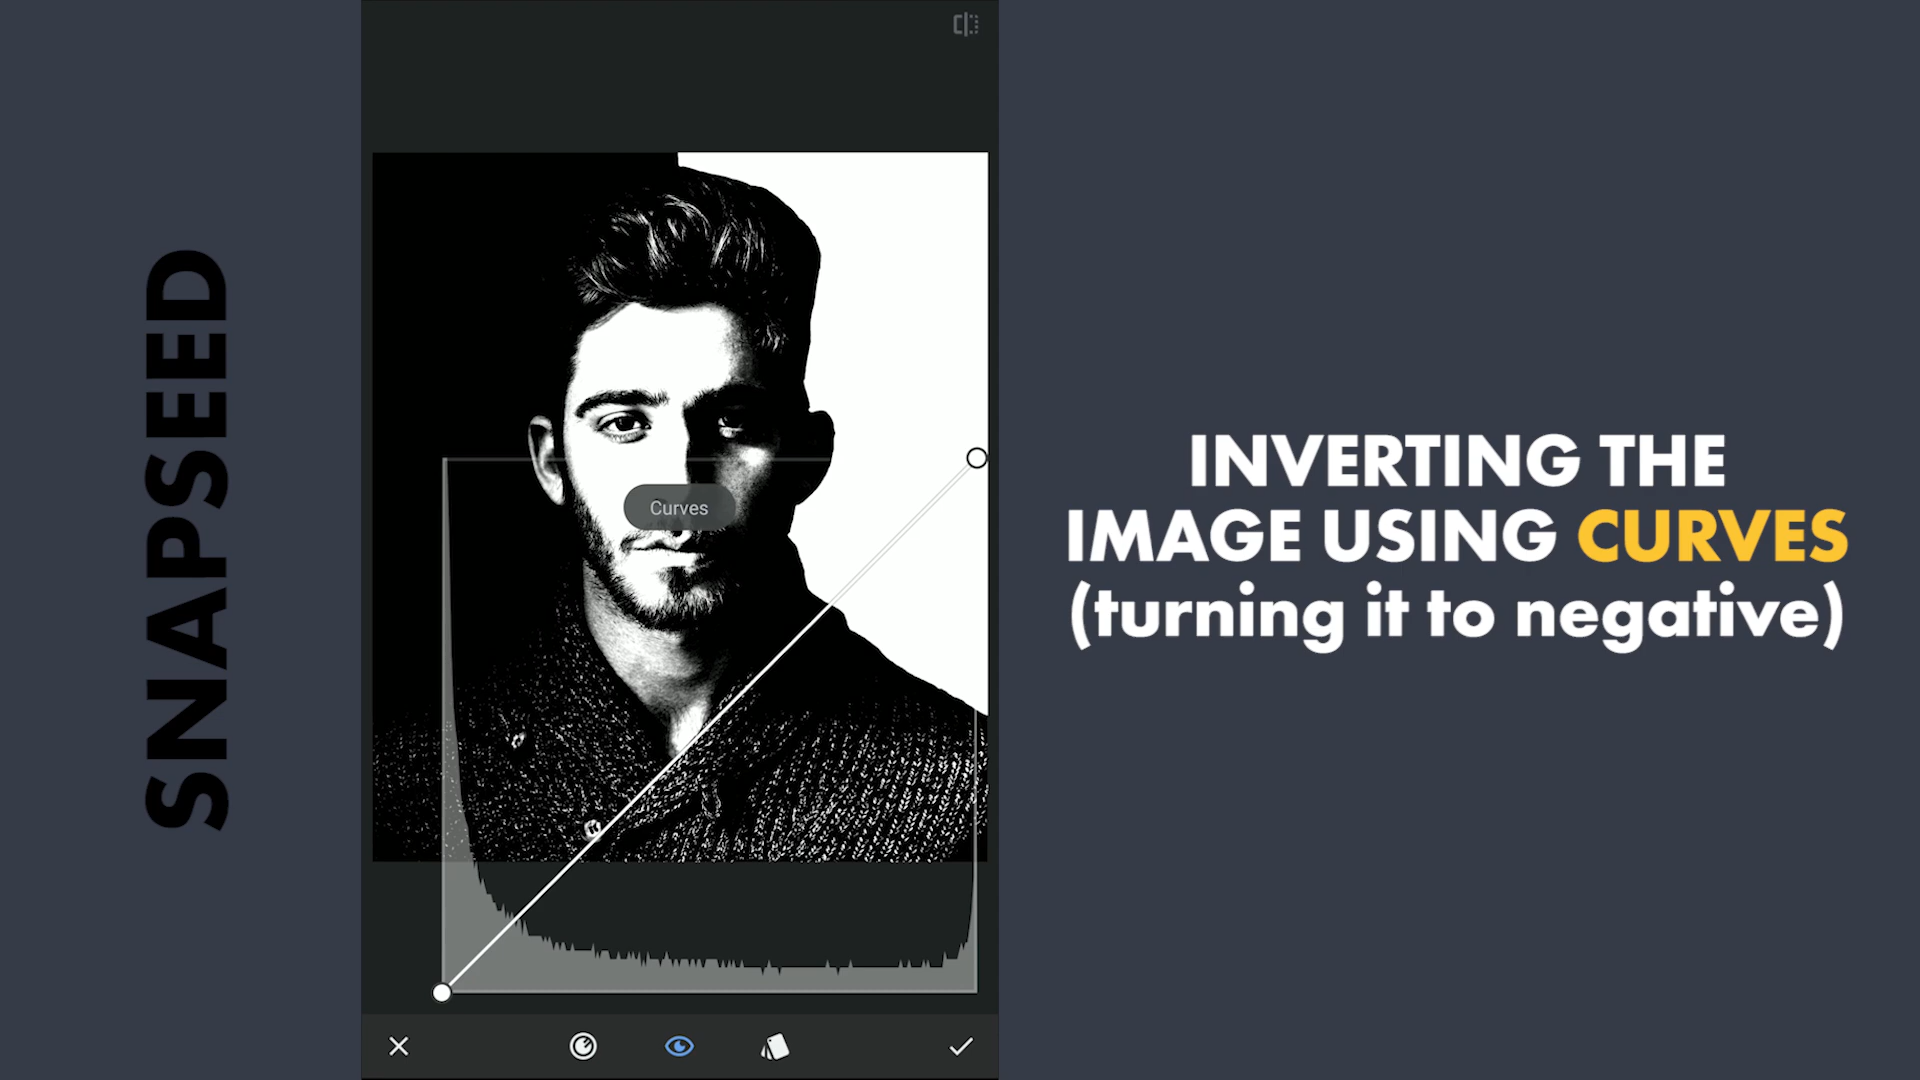 SNAPSEED
Curves
INVERTING THE
IMAGE USING CURVES
(turning it to negative)